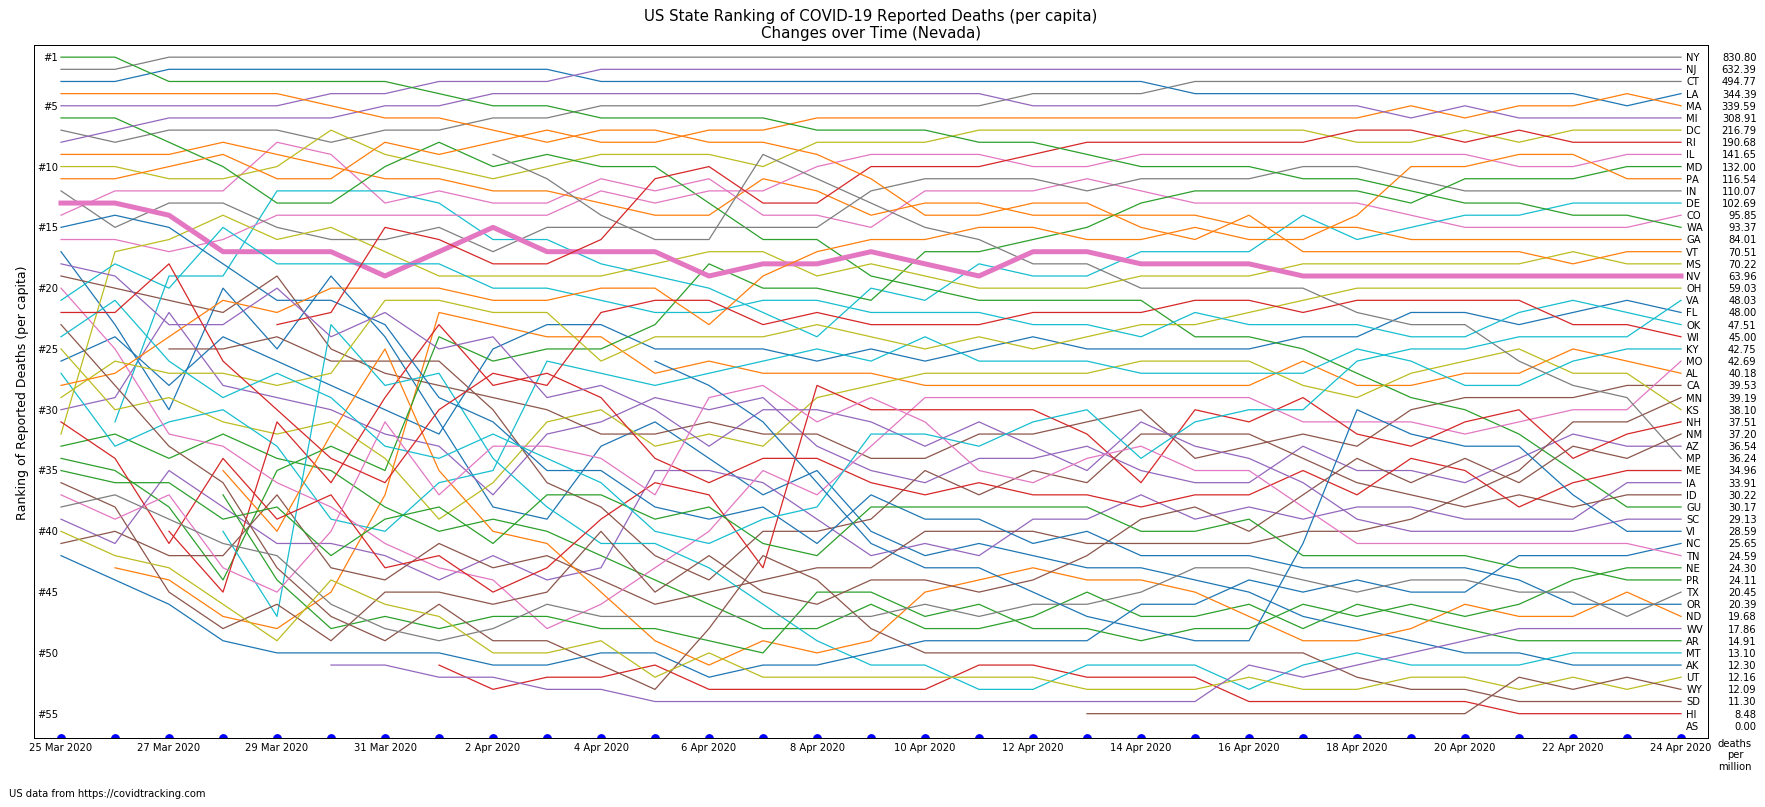 US State Ranking of COVID-19 Reported Deaths (per capita)
Changes over Time (Nevada)
Ranking of Reported Deaths (per capita)
#1
#5
#10
#15
#20
#25
#30
#35
#40
#45
#50
#55
NY 830.80
NJ 632.39
CT 494.77
LA 344.39
MA 339.59
MI 308.91
DC 216.79
RI 190.68
IL 141.65
MD 132.00
PA 116.54
IN 110.07
DE 102.69
CO 95.85
WA 93.37
GA 84.01
VT 70.51
MS 70.22
NV 63.96
OH 59.03
VA 48.03
FL 48.00
OK 47.51
WI 45.00
KY 42.75
MO 42.69
AL 40.18
CA 39.53
MN 39.19
KS 38.10
NH 37.51
NM 37.20
AZ 36.54
MP 36.24
ME 34.96
IA 33.91
ID 30.22
GU 30.17
SC 29.13
VI 28.59
NC 25.65
TN 24.59
NE 24.30
PR 24.11
TX 20.45
OR 20.39
ND 19.68
WV 17.86
AR 14.91
MT 13.10
AK 12.30
UT 12.16
WY 12.09
SD 11.30
HI 8.48
AS 0.00
25 Mar 2020 27 Mar 2020 29 Mar 2020 31 Mar 2020 2 Apr 2020 4 Apr 2020 6 Apr 2020 8 Apr 2020 10 Apr 2020 12 Apr 2020 14 Apr 2020 16 Apr 2020 18 Apr 2020 20 Apr 2020 22 Apr 2020 24 Apr 2020
deaths
per
million
US data from https://covidtracking.com